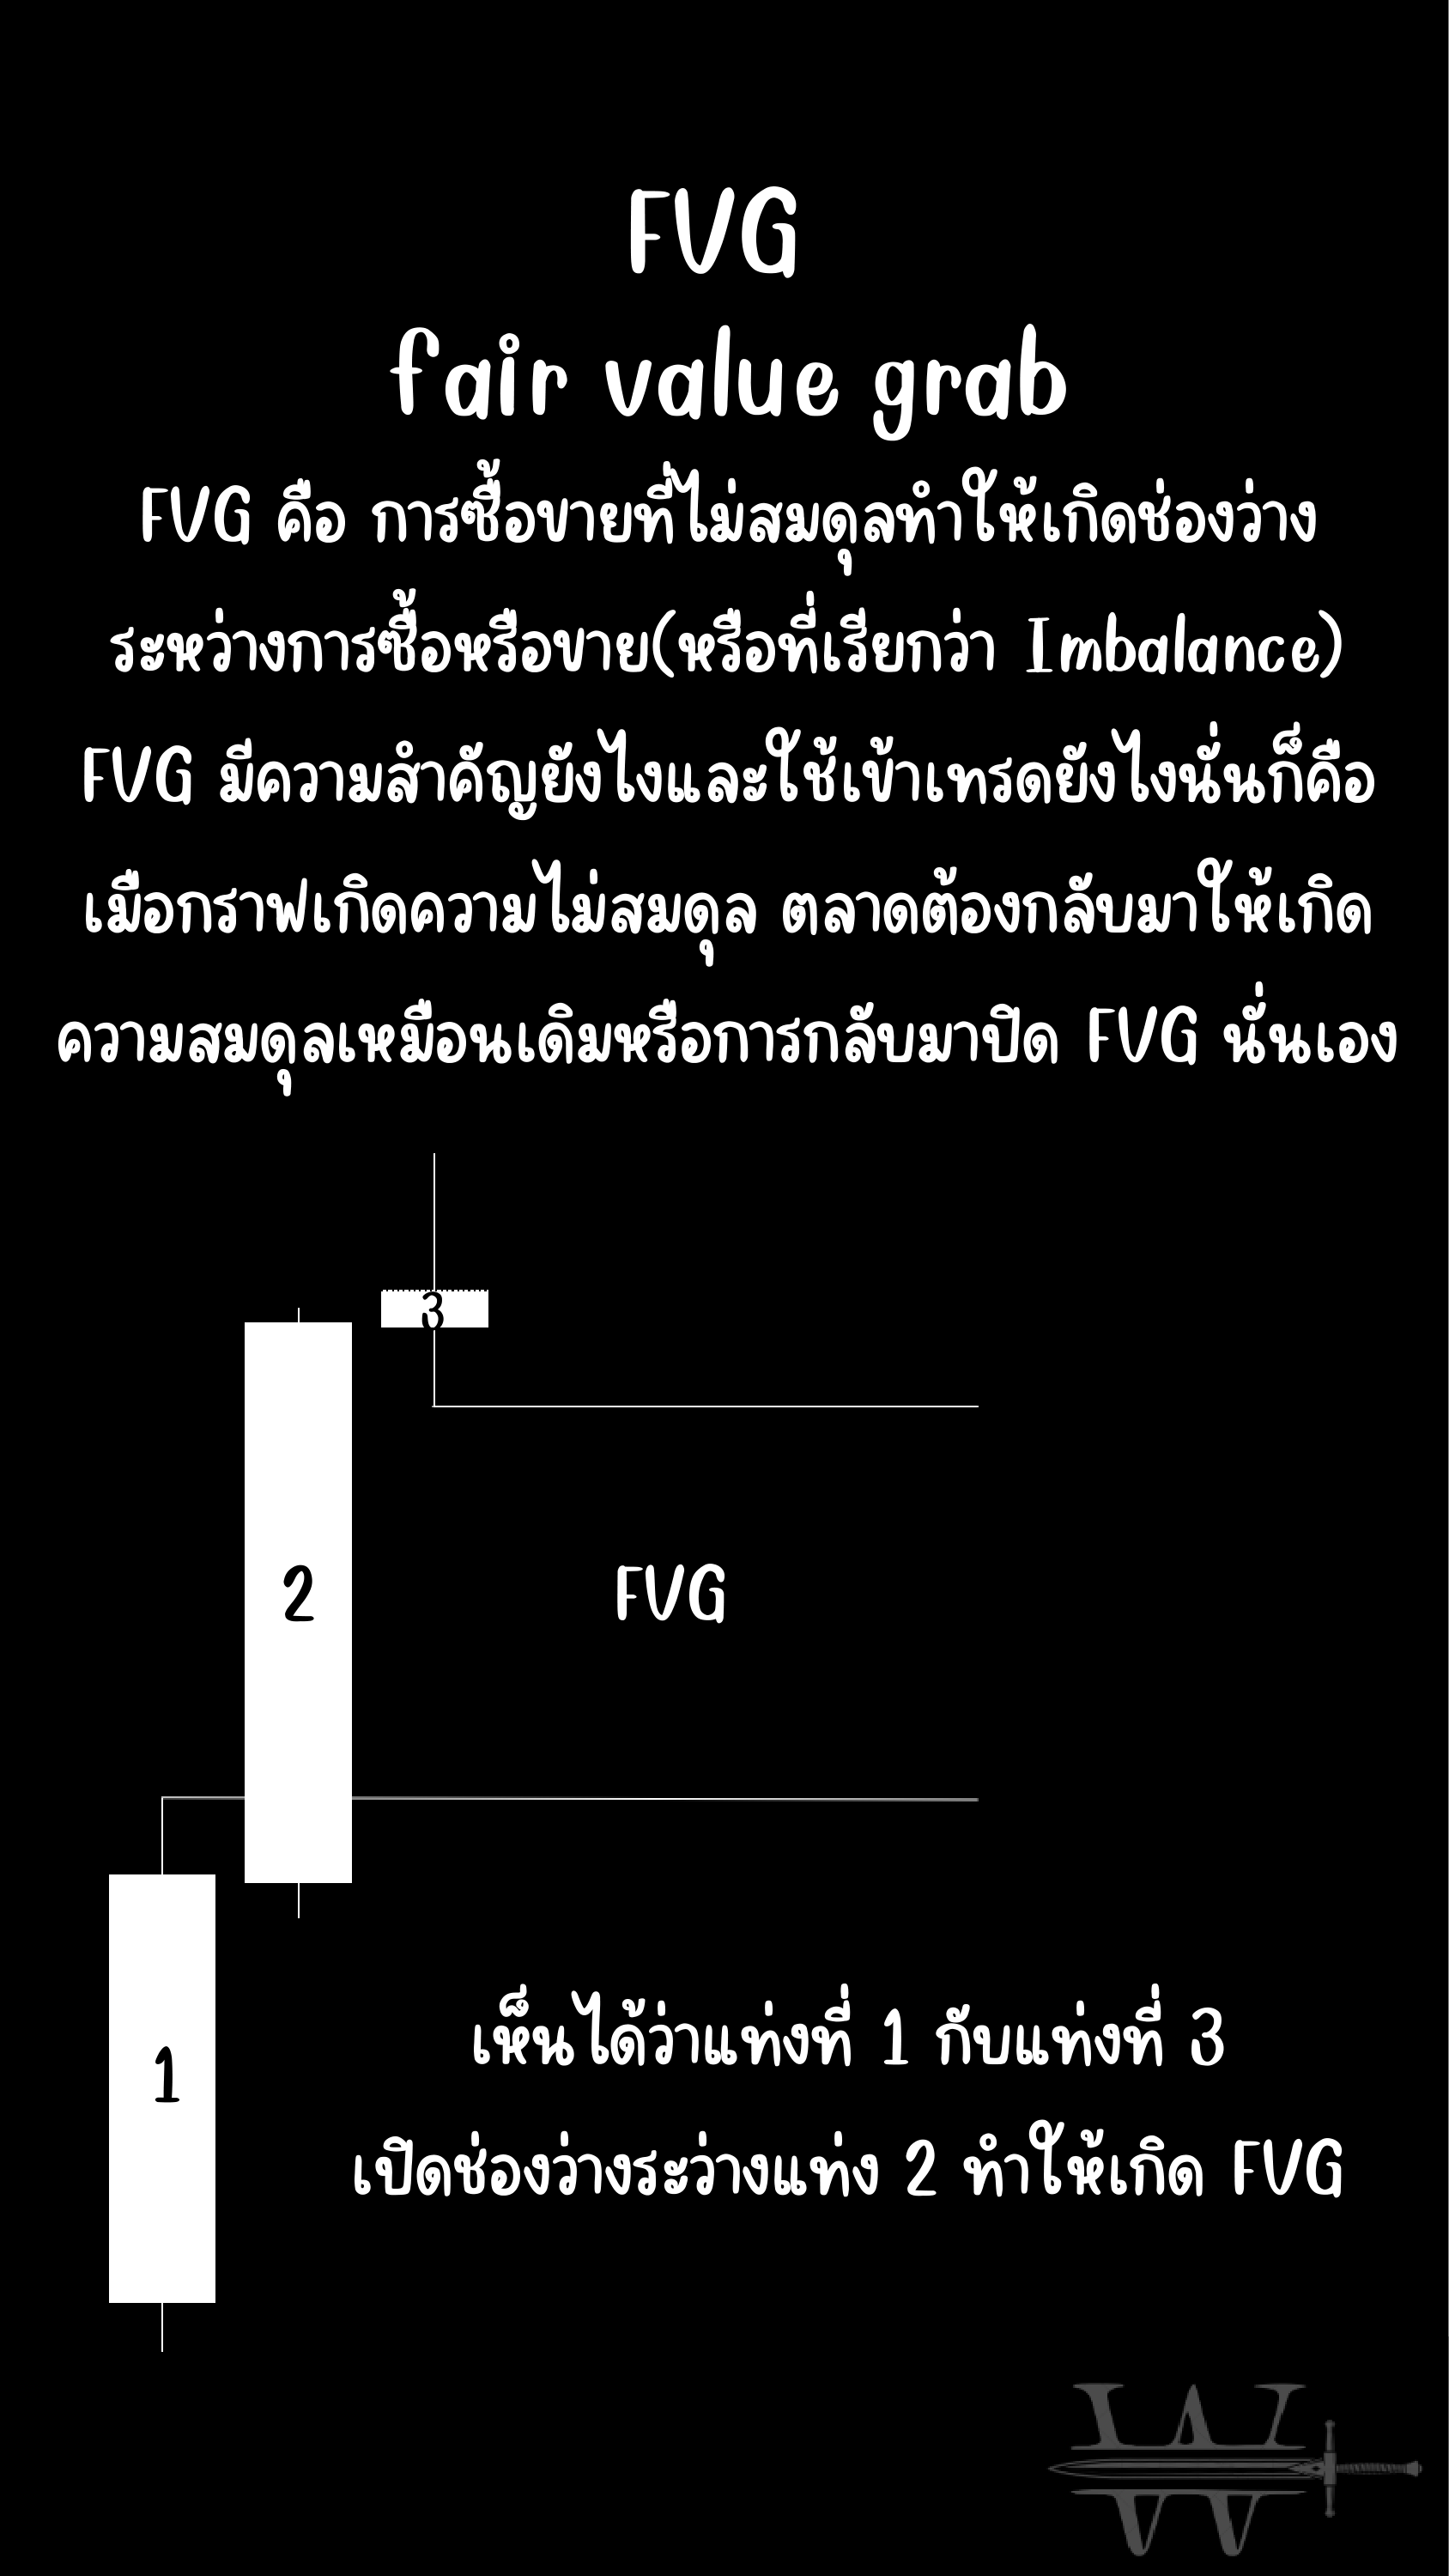 FVG
fair value grab
FVG คือ การซื้อขายที่ไม่สมดุลทำให้เกิดช่องว่าง
ระหว่างการซื้อหรือขาย(หรือที่เรียกว่า Imbalance)
FVG มีความสำคัญยังไงและใช้เข้าเทรดยังไงนั่นก็คือ
เมือกราฟเกิดความไม่สมดุล ตลาดต้องกลับมาให้เกิด
ความสมดุลเหมือนเดิมหรือการกลับมาปิด FVG นั่นเอง
3
2
FVG
1
เห็นได้ว่าแท่งที่ 1 กับแท่งที่ 3
เปิดช่องว่างระว่างแท่ง 2 ทำให้เกิด FVG
W